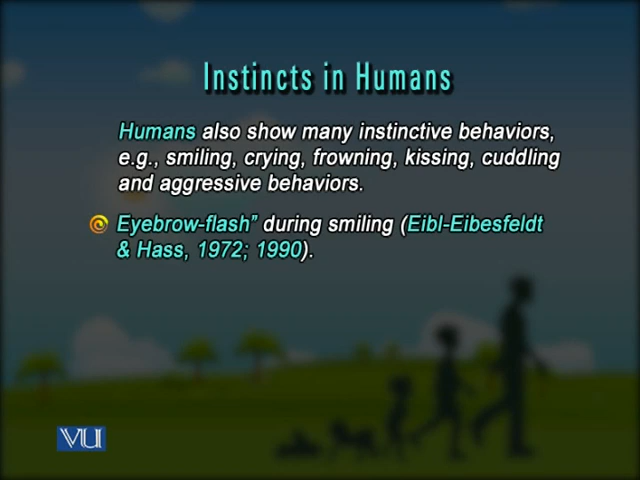 Instincts in Humans
Humans also show many instinctive behaviors,
e.g., smiling, crying, frowning, kissing, cuddling
and aggressive behaviors.
Eyebrow-flash” during smiling (Eibl-Eibesfeldt
& Hass, 1972; 1990).
VU